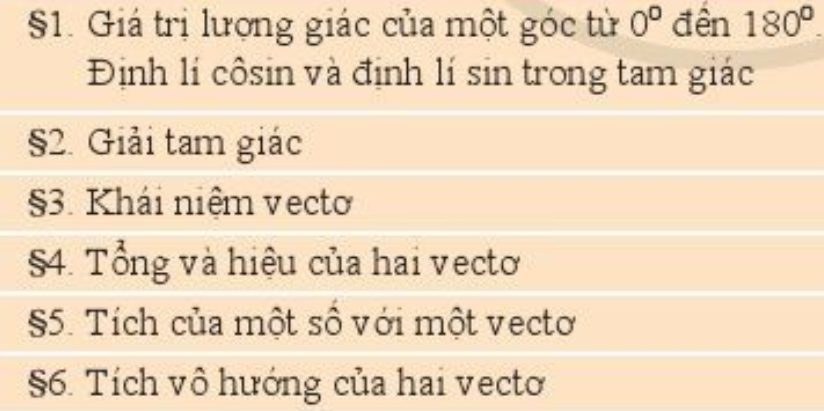 §1. Giá trị lượng giác của một góc từ 0⁰ đến 180⁰.
Định lí côsin và định lí sin trong tam giác
§2. Giải tam giác
§3. Khái niệm vectơ
§4. Tổng và hiệu của hai vectơ
§5. Tích của một số với một vectơ
§6. Tích vô hướng của hai vectơ